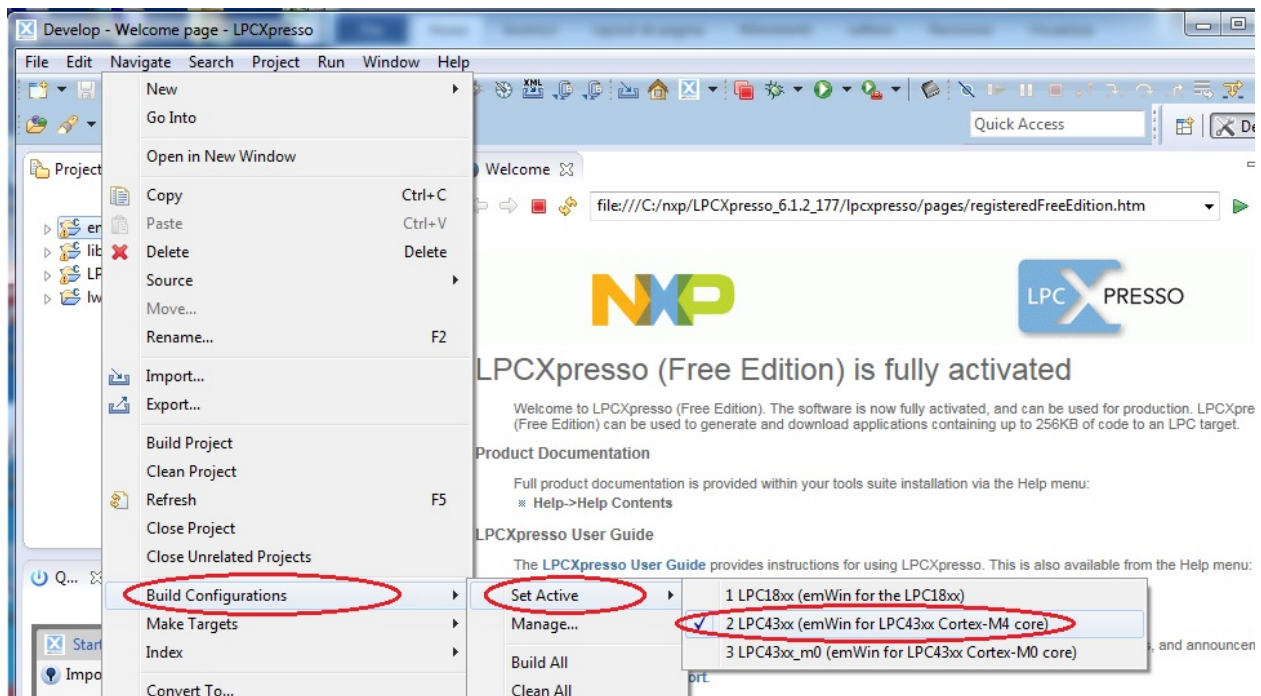 Develop - Welcome page - LPCXpresso
File Edit Navigate Search Project Run Window Help
XML
Quick Access
De
Project
Welcome
file:///C:/nxp/LPCXpresso_6.1.2_177/lpcxpresso/pages/registeredFreeEdition.htm
en
lib
LP
lw
New
Go Into
Open in New Window
Copy Ctrl+C
Paste Ctrl+V
Delete Delete
Source
Move...
Rename... F2
Import...
Export...
Build Project
Clean Project
Refresh F5
Close Project
Close Unrelated Projects
Build Configurations
Make Targets
Index
Convert To...
Set Active
Manage...
Build All
Clean All
1 LPC18xx (emWin for the LPC18xx)
2 LPC43xx (emWin for LPC43xx Cortex-M4 core)
3 LPC43xx_m0 (emWin for LPC43xx Cortex-M0 core)
NXP
LPC XPRESSO
LPCXpresso (Free Edition) is fully activated
Welcome to LPCXpresso (Free Edition). The software is now fully activated, and can be used for production. LPCXpre
(Free Edition) can be used to generate and download applications containing up to 256KB of code to an LPC target.
Product Documentation
Full product documentation is provided within your tools suite installation via the Help menu:
Help->Help Contents
LPCXpresso User Guide
The LPCXpresso User Guide provides instructions for using LPCXpresso. This is also available from the Help menu:
, and announcen
ort.
Q...
Start
Impo